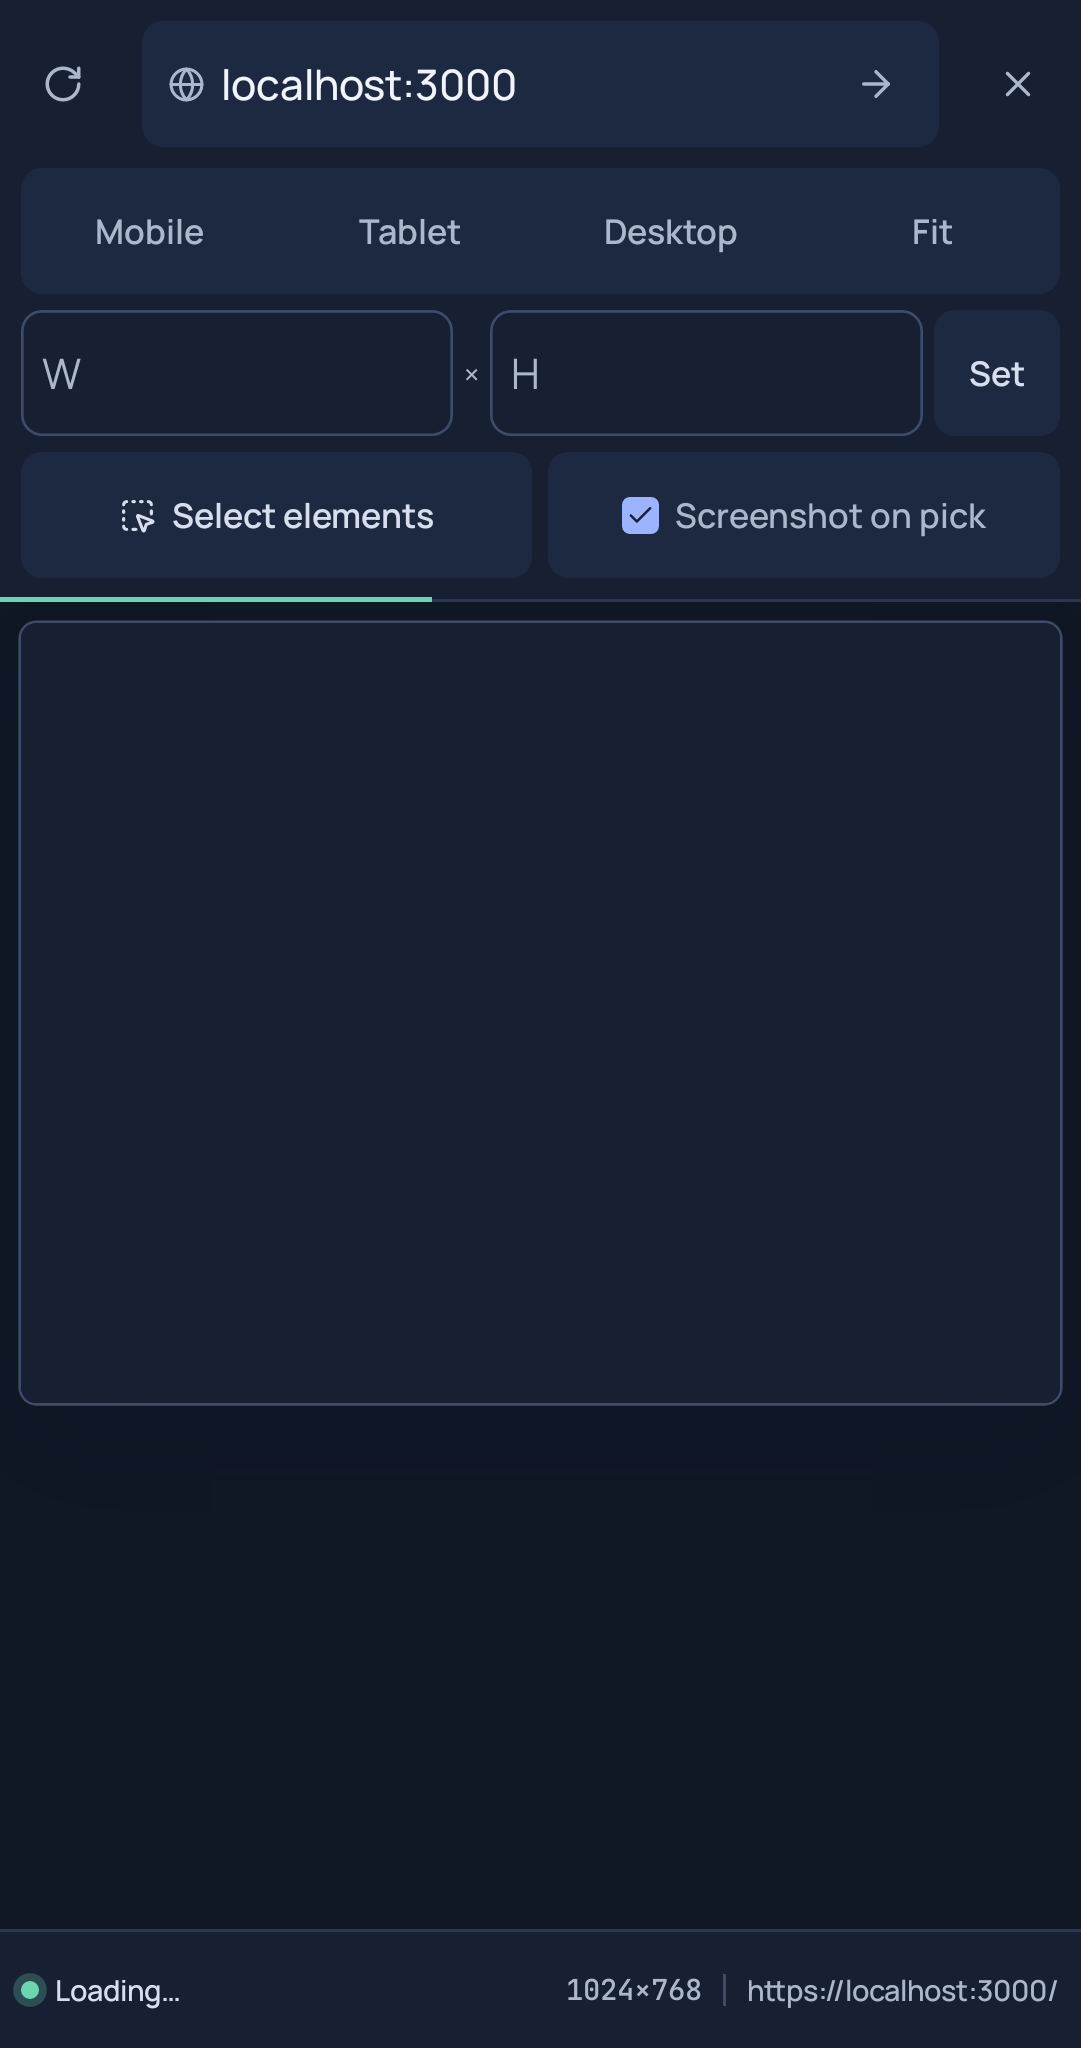 localhost:3000
Mobile Tablet Desktop Fit
W × H Set
Select elements Screenshot on pick
Loading… 1024×768 https://localhost:3000/